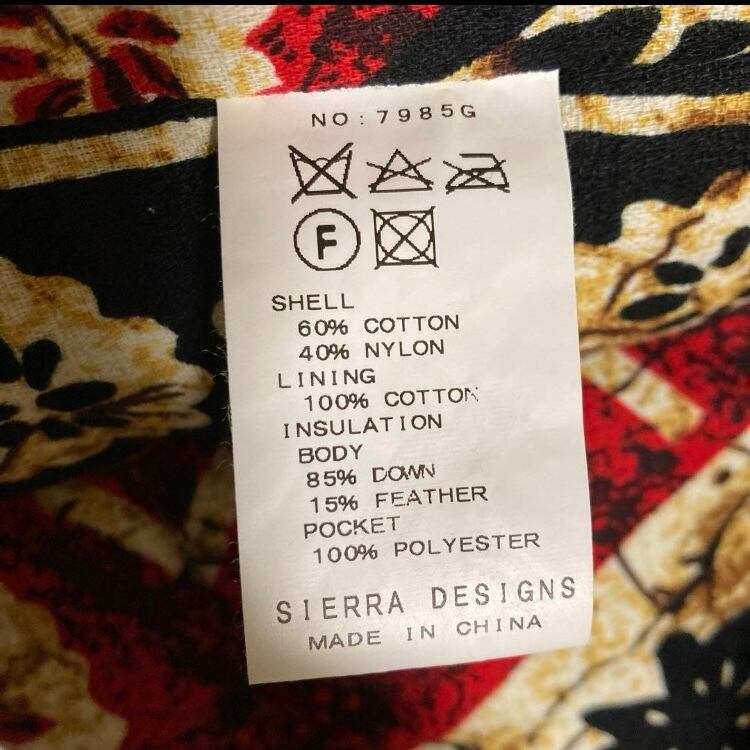 NO: 7985G
F
SHELL
60% COTTON
40% NYLON
LINING
100% COTTON
INSULATION
BODY
85% DOWN
15% FEATHER
POCKET
100% POLYESTER
SIERRA DESIGNS
MADE IN CHINA